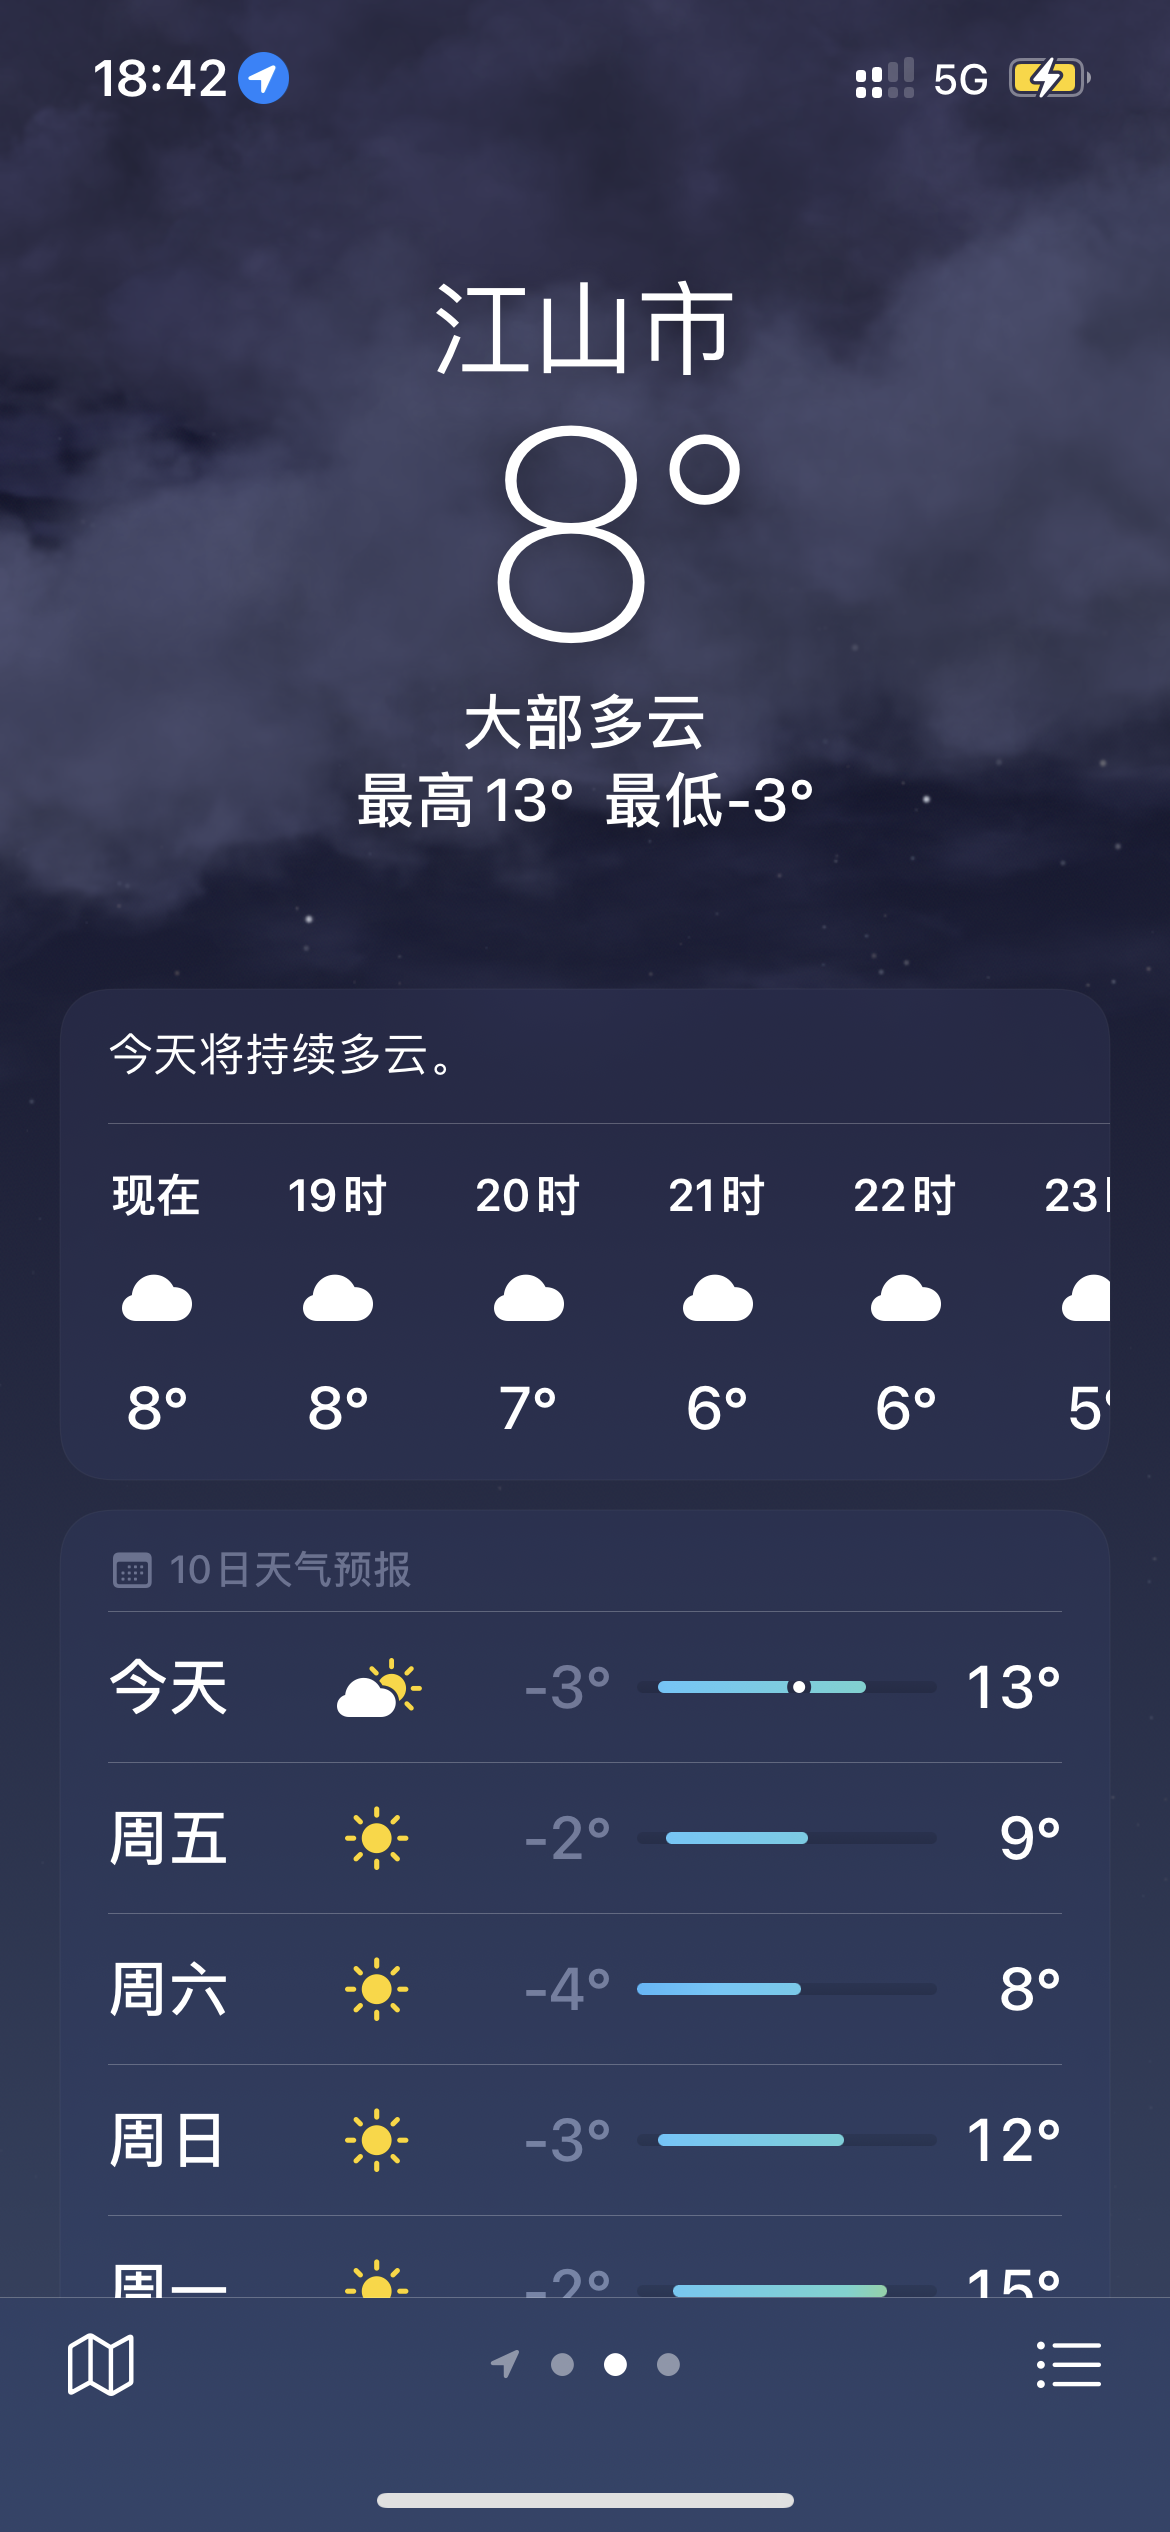 18:42 5G
江山市
8°
大部多云
最高13° 最低-3°
今天将持续多云。
现在 19时 20时 21时 22时 23
8° 8° 7° 6° 6° 5°
10日天气预报
今天 -3° 13°
周五 -2° 9°
周六 -4° 8°
周日 -3° 12°
周一 -2° 15°